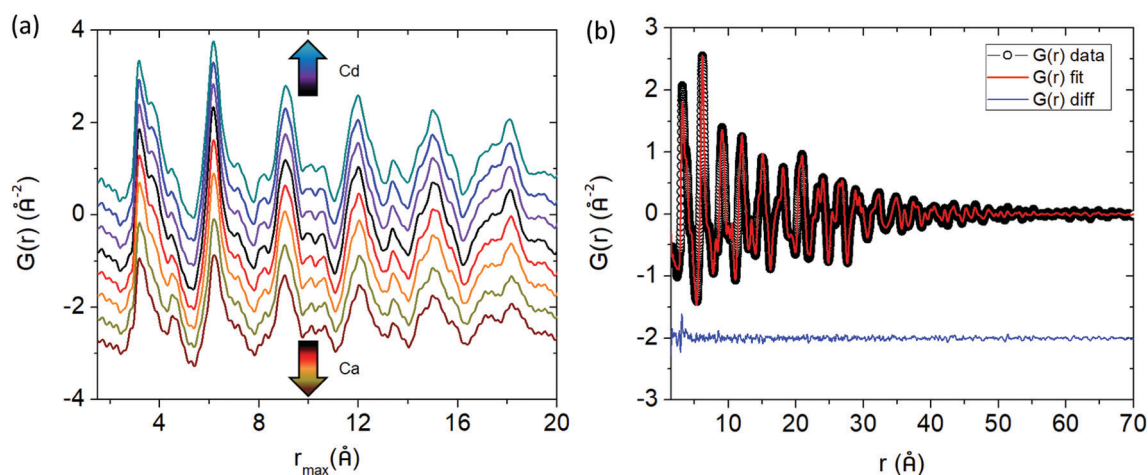 (a)
4
2
0
-2
-4
G(r) (Å⁻²)
Cd
Ca
4
8
12
16
20
r_max (Å)
(b)
3
2
1
0
-1
-2
-3
G(r) (Å⁻²)
G(r) data
G(r) fit
G(r) diff
10
20
30
40
50
60
70
r (Å)